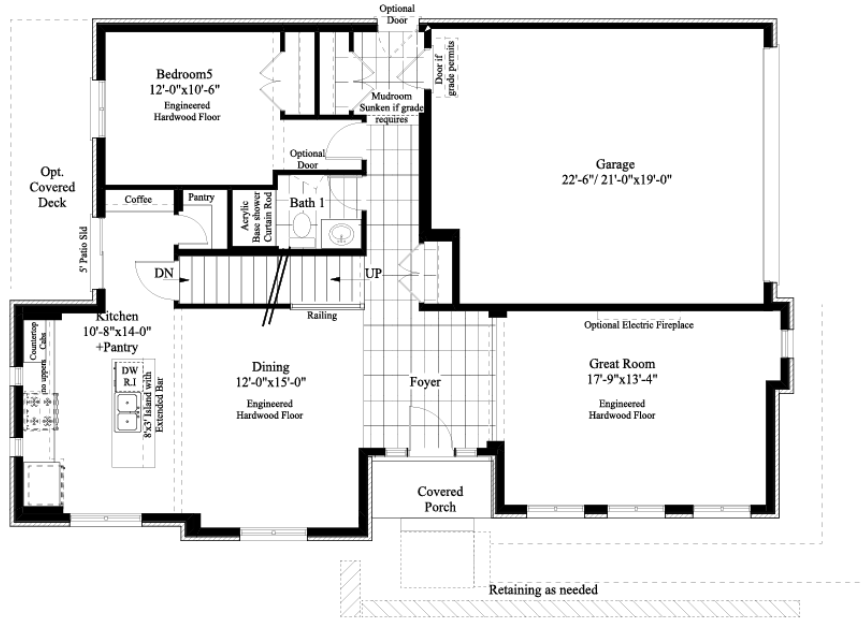 Optional
Door
Bedroom5
12'-0"x10'-6"
Engineered
Hardwood Floor
Mudroom
Sunken if grade
requires
Door if
grade permits
Garage
22'-6"/ 21'-0"x19'-0"
Optional
Door
Opt.
Covered
Deck
Coffee
Pantry
Acrylic
Base shower
Curtain Rod
Bath 1
5' Patio Sld
DN
UP
Railing
Kitchen
10'-8"x14-0"
+Pantry
Countertop
no uppers Cabs
DW
R.I
8'x3' Island with
Extended Bar
Dining
12'-0"x15'-0"
Engineered
Hardwood Floor
Foyer
Optional Electric Fireplace
Great Room
17'-9"x13'-4"
Engineered
Hardwood Floor
Covered
Porch
Retaining as needed